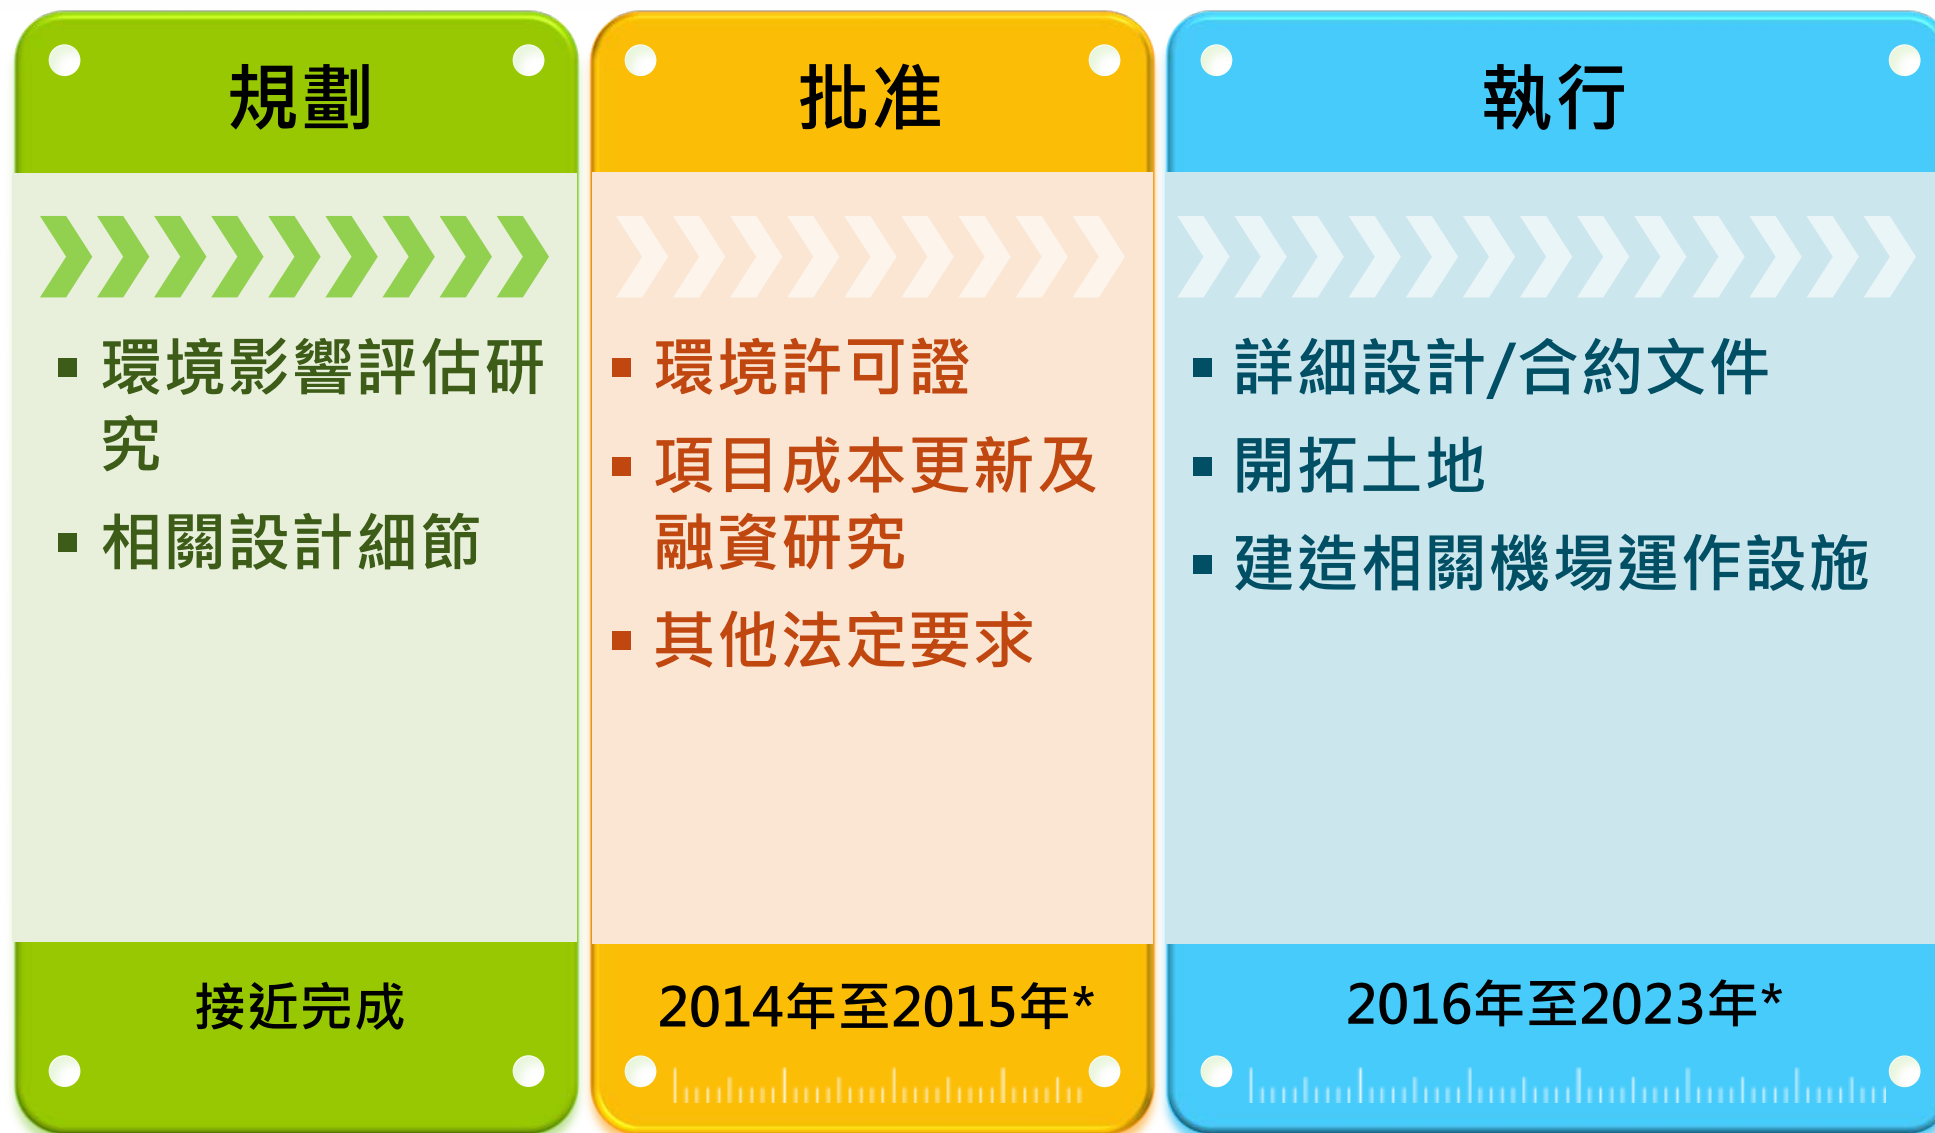 規劃
▪ 環境影響評估研
究
▪ 相關設計細節
接近完成
批准
▪ 環境許可證
▪ 項目成本更新及
融資研究
▪ 其他法定要求
2014年至2015年*
執行
▪ 詳細設計/合約文件
▪ 開拓土地
▪ 建造相關機場運作設施
2016年至2023年*